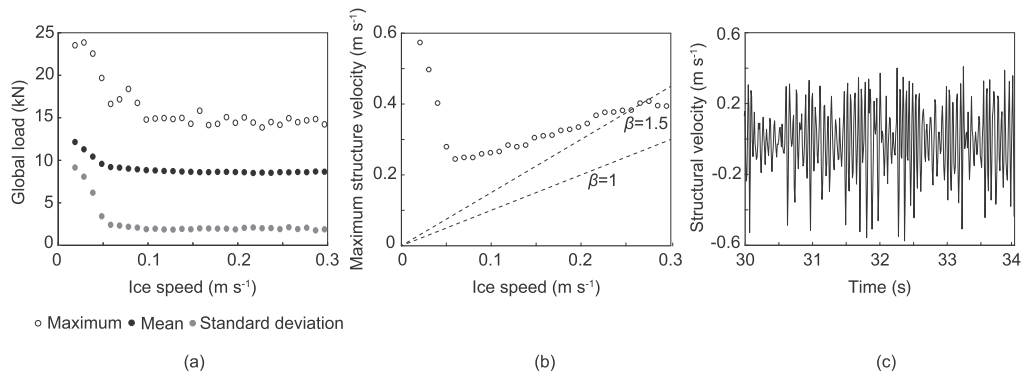 25
20
15
10
5
0
Global load (kN)
0
0.1
0.2
0.3
Ice speed (m s-1)
Maximum
Mean
Standard deviation
(a)
0.6
0.4
0.2
0
Maximum structure velocity (m s-1)
β=1.5
β=1
0
0.1
0.2
0.3
Ice speed (m s-1)
(b)
0.6
0.2
-0.2
-0.6
Structural velocity (m s-1)
30
31
32
33
34
Time (s)
(c)